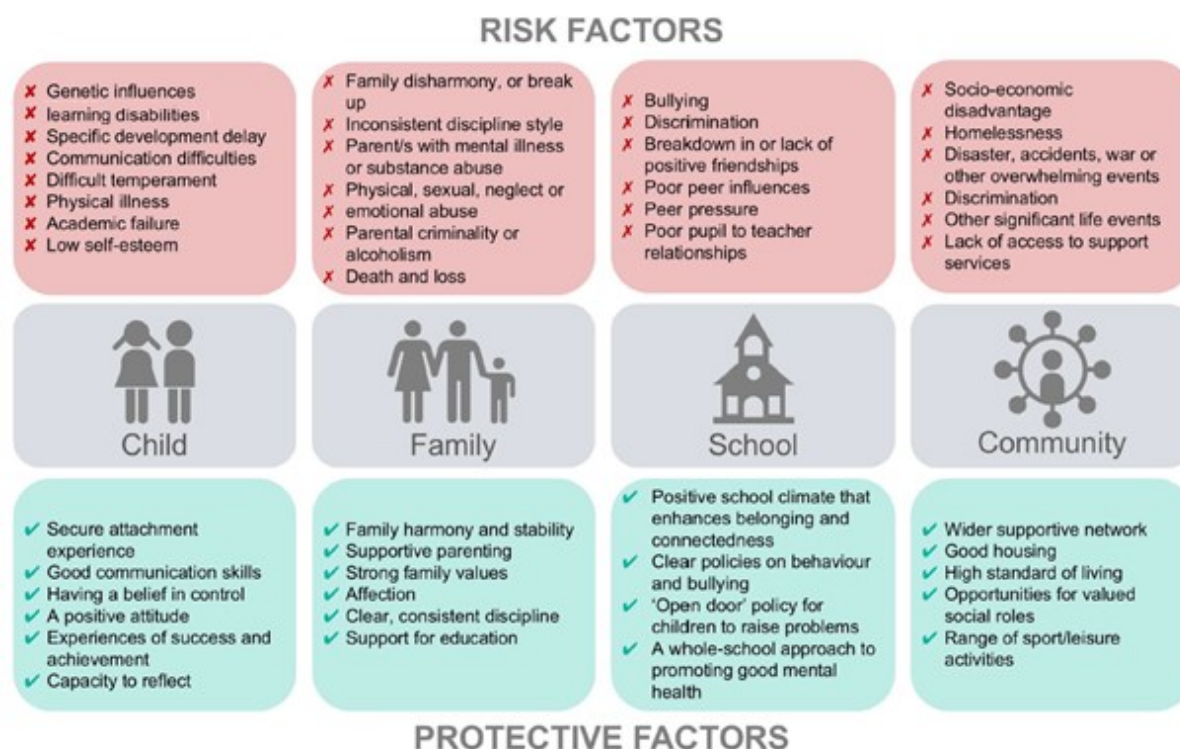 RISK FACTORS
✗ Genetic influences
✗ learning disabilities
✗ Specific development delay
✗ Communication difficulties
✗ Difficult temperament
✗ Physical illness
✗ Academic failure
✗ Low self-esteem
✗ Family disharmony, or break
up
✗ Inconsistent discipline style
✗ Parent/s with mental illness
or substance abuse
✗ Physical, sexual, neglect or
✗ emotional abuse
✗ Parental criminality or
alcoholism
✗ Death and loss
✗ Bullying
✗ Discrimination
✗ Breakdown in or lack of
positive friendships
✗ Poor peer influences
✗ Peer pressure
✗ Poor pupil to teacher
relationships
✗ Socio-economic
disadvantage
✗ Homelessness
✗ Disaster, accidents, war or
other overwhelming events
✗ Discrimination
✗ Other significant life events
✗ Lack of access to support
services
Child
Family
School
Community
✔ Secure attachment
experience
✔ Good communication skills
✔ Having a belief in control
✔ A positive attitude
✔ Experiences of success and
achievement
✔ Capacity to reflect
✔ Family harmony and stability
✔ Supportive parenting
✔ Strong family values
✔ Affection
✔ Clear, consistent discipline
✔ Support for education
✔ Positive school climate that
enhances belonging and
connectedness
✔ Clear policies on behaviour
and bullying
✔ ‘Open door’ policy for
children to raise problems
✔ A whole-school approach to
promoting good mental
health
✔ Wider supportive network
✔ Good housing
✔ High standard of living
✔ Opportunities for valued
social roles
✔ Range of sport/leisure
activities
PROTECTIVE FACTORS